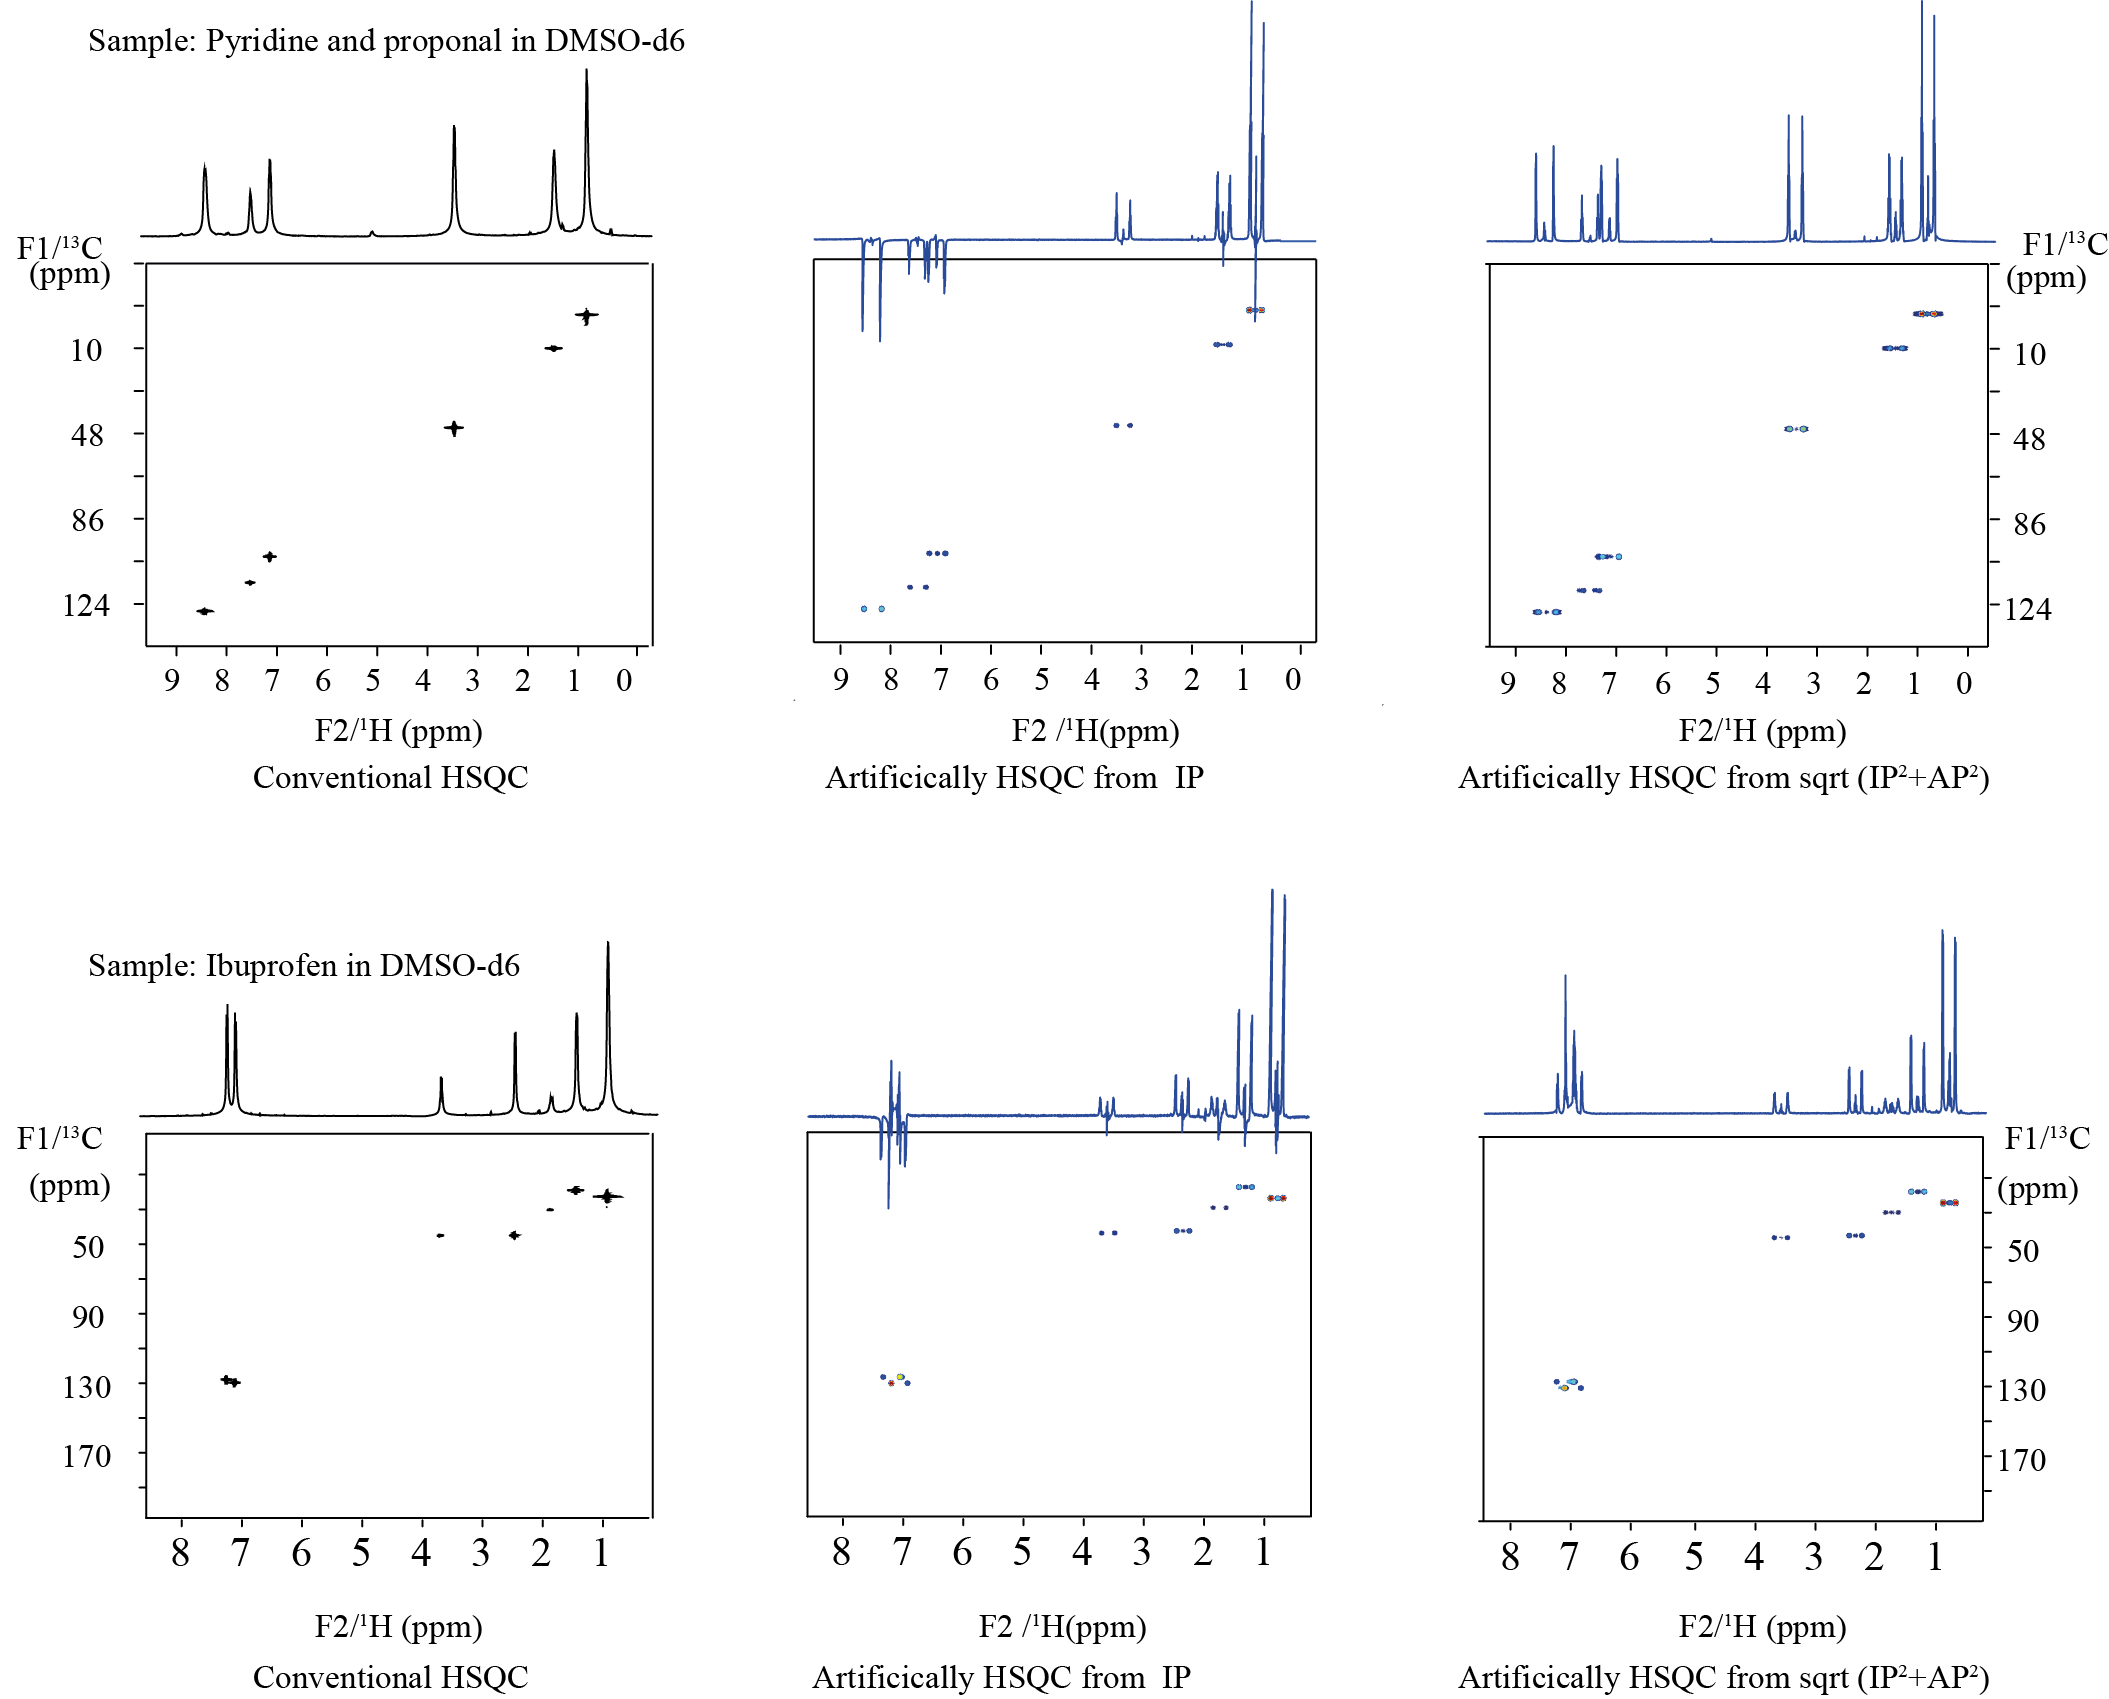 Sample: Pyridine and proponal in DMSO-d6
F1/¹³C
(ppm)
10
48
86
124
9 8 7 6 5 4 3 2 1 0
F2/¹H (ppm)
Conventional HSQC
9 8 7 6 5 4 3 2 1 0
F2 /¹H(ppm)
Artificically HSQC from IP
F1/¹³C
(ppm)
10
48
86
124
9 8 7 6 5 4 3 2 1 0
F2/¹H (ppm)
Artificically HSQC from sqrt (IP²+AP²)
Sample: Ibuprofen in DMSO-d6
F1/¹³C
(ppm)
50
90
130
170
8 7 6 5 4 3 2 1
F2/¹H (ppm)
Conventional HSQC
8 7 6 5 4 3 2 1
F2 /¹H(ppm)
Artificically HSQC from IP
F1/¹³C
(ppm)
50
90
130
170
8 7 6 5 4 3 2 1
F2/¹H (ppm)
Artificically HSQC from sqrt (IP²+AP²)